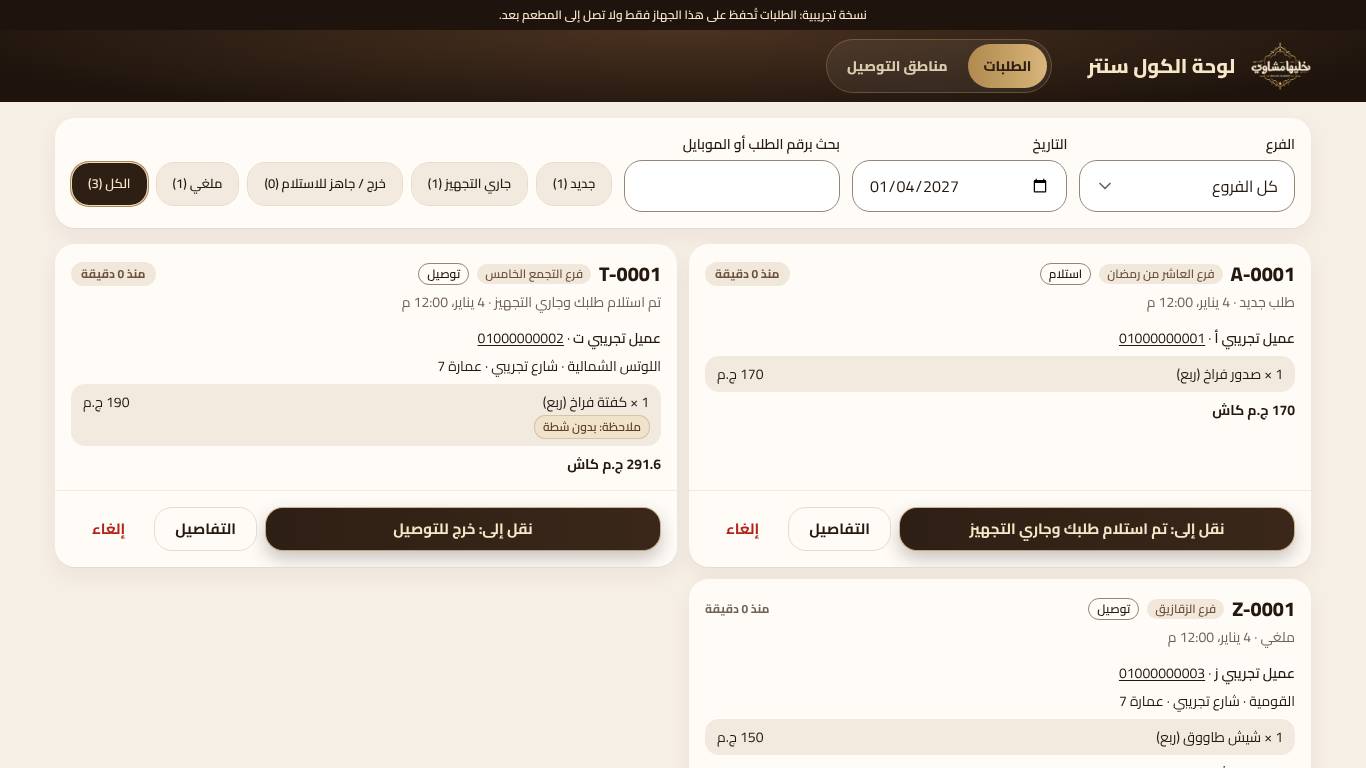 نسخة تجريبية: الطلبات تُحفظ على هذا الجهاز فقط ولا تصل إلى المطعم بعد.
خليها مشاوي
لوحة الكول سنتر
الطلبات
مناطق التوصيل
الفرع
كل الفروع
التاريخ
01/04/2027
بحث برقم الطلب أو الموبايل
جديد (1)
جاري التجهيز (1)
خرج / جاهز للاستلام (0)
ملغي (1)
الكل (3)
A-0001 فرع العاشر من رمضان استلام منذ 0 دقيقة
طلب جديد · 4 يناير، 12:00 م
عميل تجريبي أ · 01000000001
1 × صدور فراخ (ربع) 170 ج.م
170 ج.م كاش
نقل إلى: تم استلام طلبك وجاري التجهيز
التفاصيل
إلغاء
T-0001 فرع التجمع الخامس توصيل منذ 0 دقيقة
تم استلام طلبك وجاري التجهيز · 4 يناير، 12:00 م
عميل تجريبي ت · 01000000002
اللوتس الشمالية · شارع تجريبي · عمارة 7
1 × كفتة فراخ (ربع) 190 ج.م
ملاحظة: بدون شطة
291.6 ج.م كاش
نقل إلى: خرج للتوصيل
التفاصيل
إلغاء
Z-0001 فرع الزقازيق توصيل منذ 0 دقيقة
ملغي · 4 يناير، 12:00 م
عميل تجريبي ز · 01000000003
القومية · شارع تجريبي · عمارة 7
1 × شيش طاووق (ربع) 150 ج.م